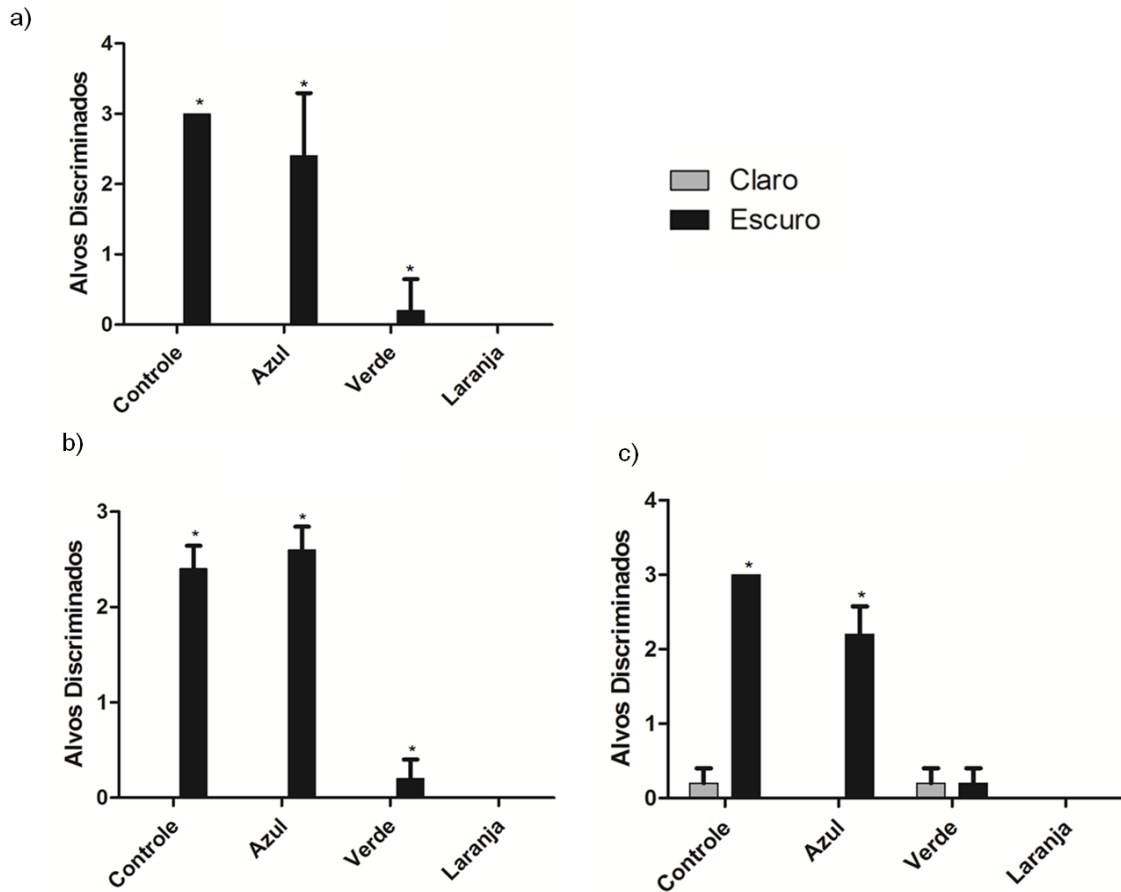 a)
Alvos Discriminados
4
3
2
1
0
*
*
*
Controle
Azul
Verde
Laranja
Claro
Escuro
b)
Alvos Discriminados
3
2
1
0
*
*
*
Controle
Azul
Verde
Laranja
c)
Alvos Discriminados
4
3
2
1
0
*
*
Controle
Azul
Verde
Laranja